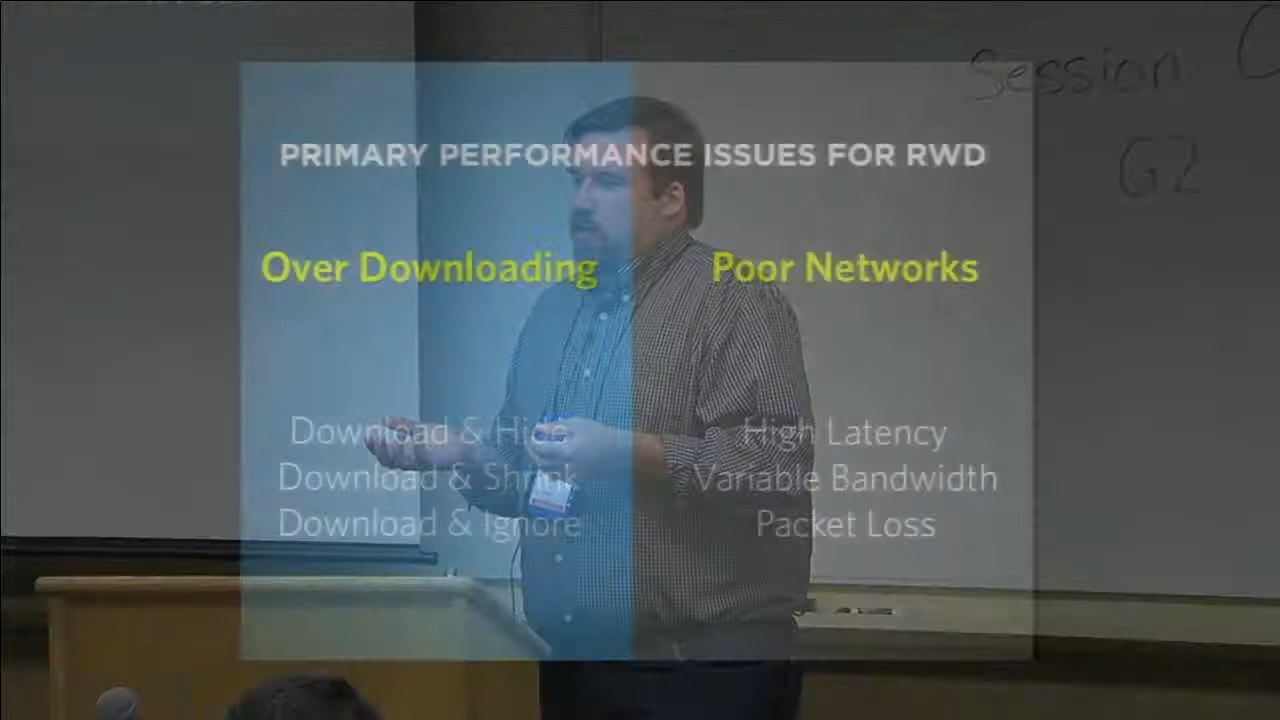 Session
G2
PRIMARY PERFORMANCE ISSUES FOR RWD
Over Downloading
Download & Hide
Download & Shrink
Download & Ignore
Poor Networks
High Latency
Variable Bandwidth
Packet Loss